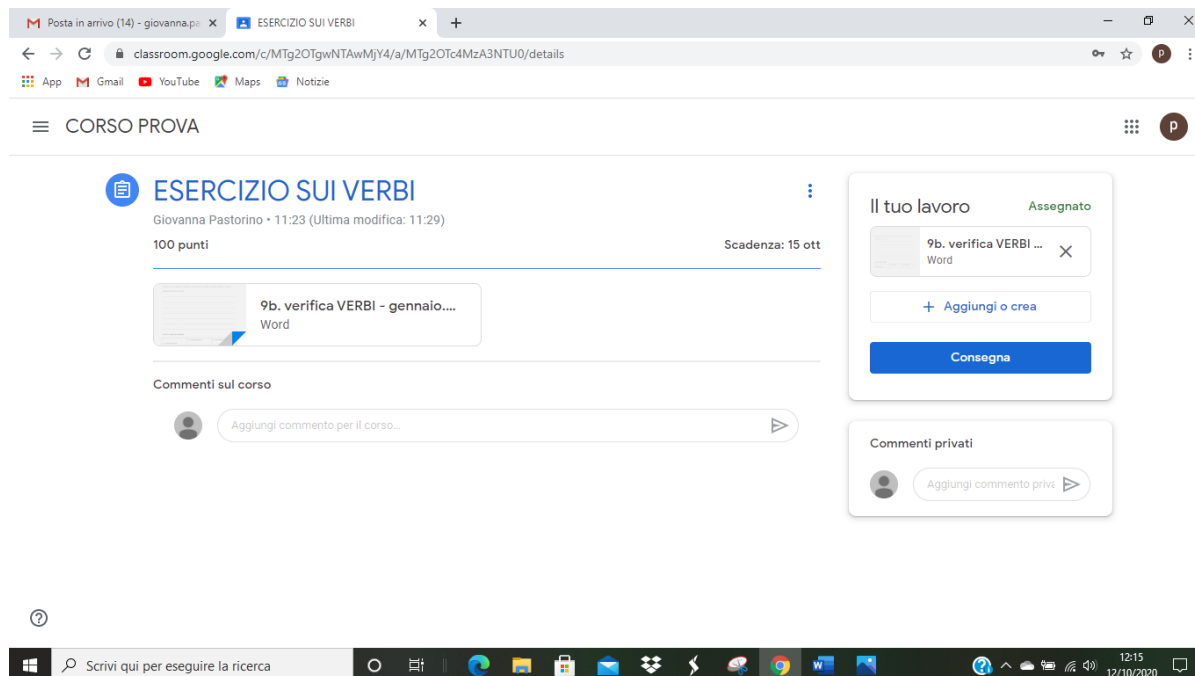 Posta in arrivo (14) - giovanna.pa
ESERCIZIO SUI VERBI
classroom.google.com/c/MTg2OTgwNTAwMjY4/a/MTg2OTc4MzA3NTU0/details
P
App Gmail YouTube Maps Notizie
CORSO PROVA
p
ESERCIZIO SUI VERBI
Giovanna Pastorino • 11:23 (Ultima modifica: 11:29)
100 punti
Scadenza: 15 ott
9b. verifica VERBI - gennaio....
Word
Commenti sul corso
Aggiungi commento per il corso...
Il tuo lavoro
Assegnato
9b. verifica VERBI ...
Word
+ Aggiungi o crea
Consegna
Commenti privati
Aggiungi commento priva
Scrivi qui per eseguire la ricerca
12:15
12/10/2020